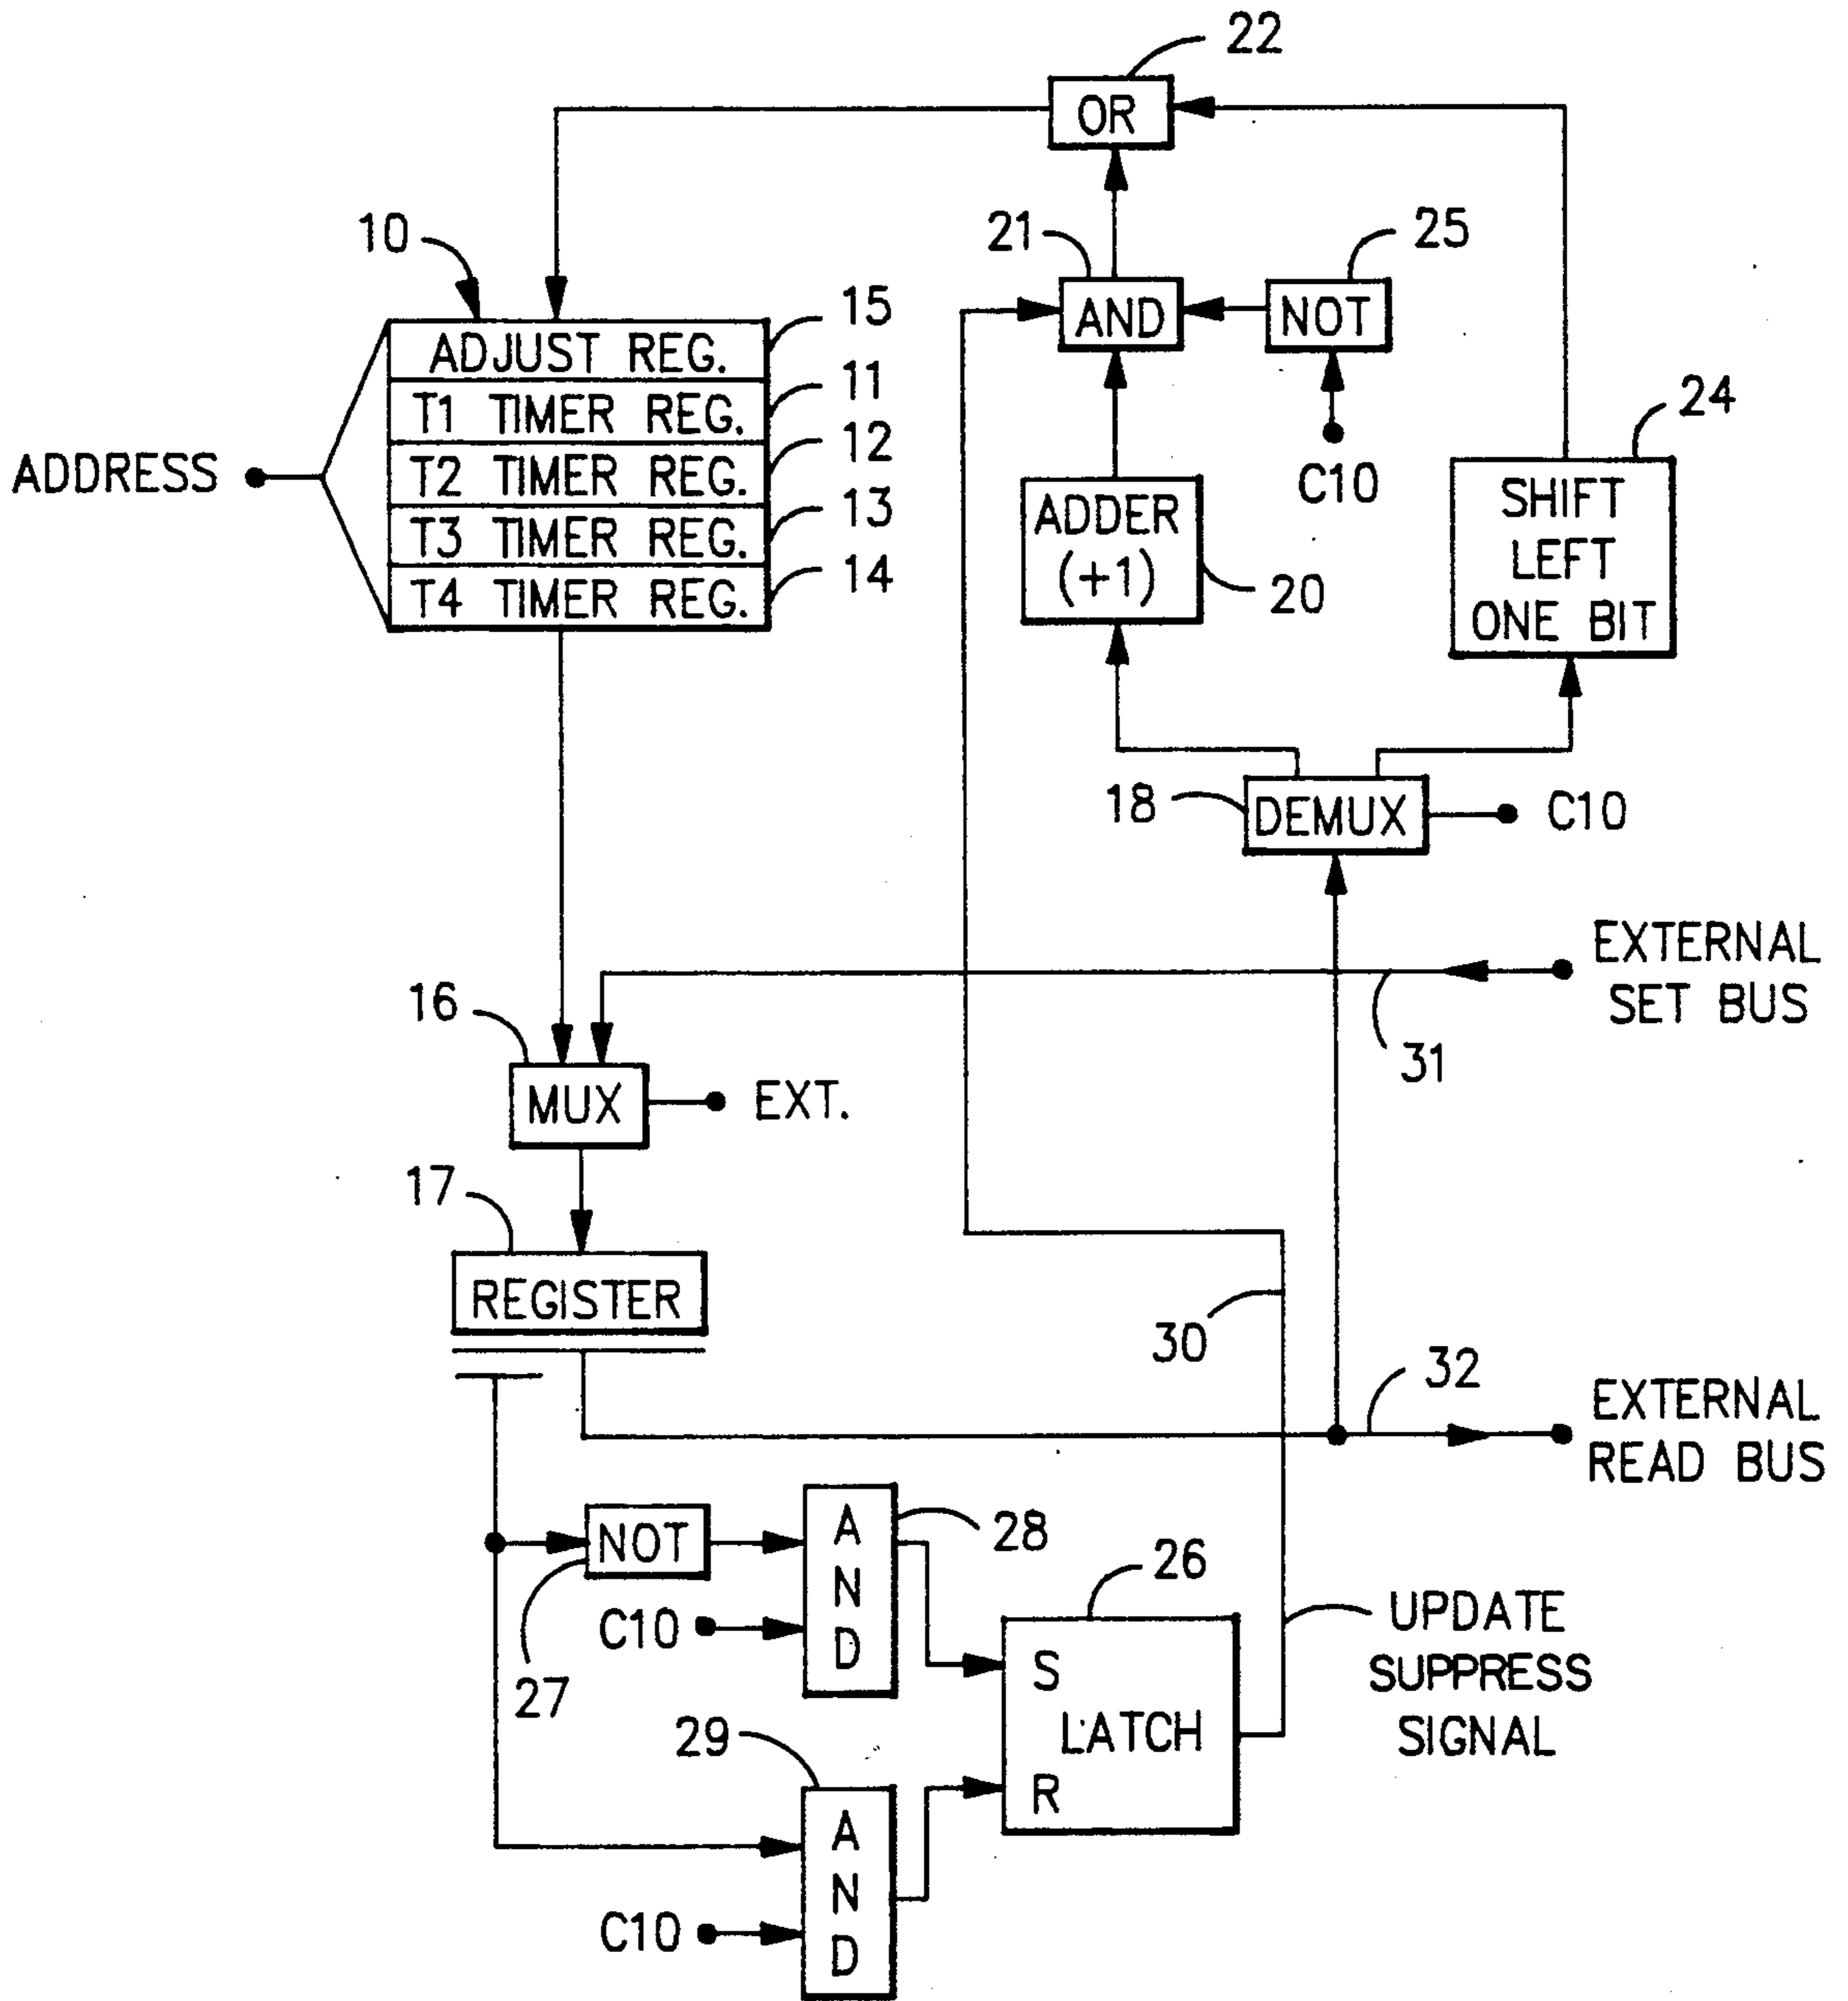 22
OR
10
21
25
AND
NOT
C10
15
ADJUST REG.
11
T1 TIMER REG.
12
T2 TIMER REG.
13
T3 TIMER REG.
14
T4 TIMER REG.
ADDRESS
ADDER
(+1)
20
24
SHIFT
LEFT
ONE BIT
18
DEMUX
C10
EXTERNAL
SET BUS
31
16
MUX
EXT.
17
REGISTER
30
32
EXTERNAL
READ BUS
NOT
27
C10
A
N
D
28
26
S
LATCH
R
UPDATE
SUPPRESS
SIGNAL
29
C10
A
N
D